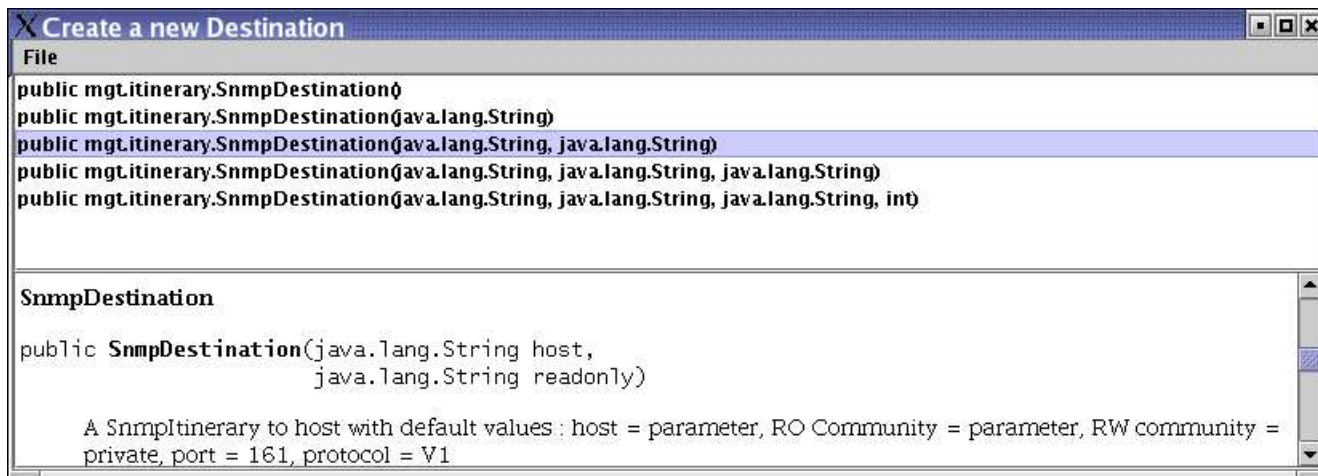 Create a new Destination
File
public mgt.itinerary.SnmpDestination()
public mgt.itinerary.SnmpDestination(java.lang.String)
public mgt.itinerary.SnmpDestination(java.lang.String, java.lang.String)
public mgt.itinerary.SnmpDestination(java.lang.String, java.lang.String, java.lang.String)
public mgt.itinerary.SnmpDestination(java.lang.String, java.lang.String, java.lang.String, int)
SnmpDestination
public SnmpDestination(java.lang.String host,
java.lang.String readonly)
A SnmpItinerary to host with default values : host = parameter, RO Community = parameter, RW community =
private, port = 161, protocol = V1